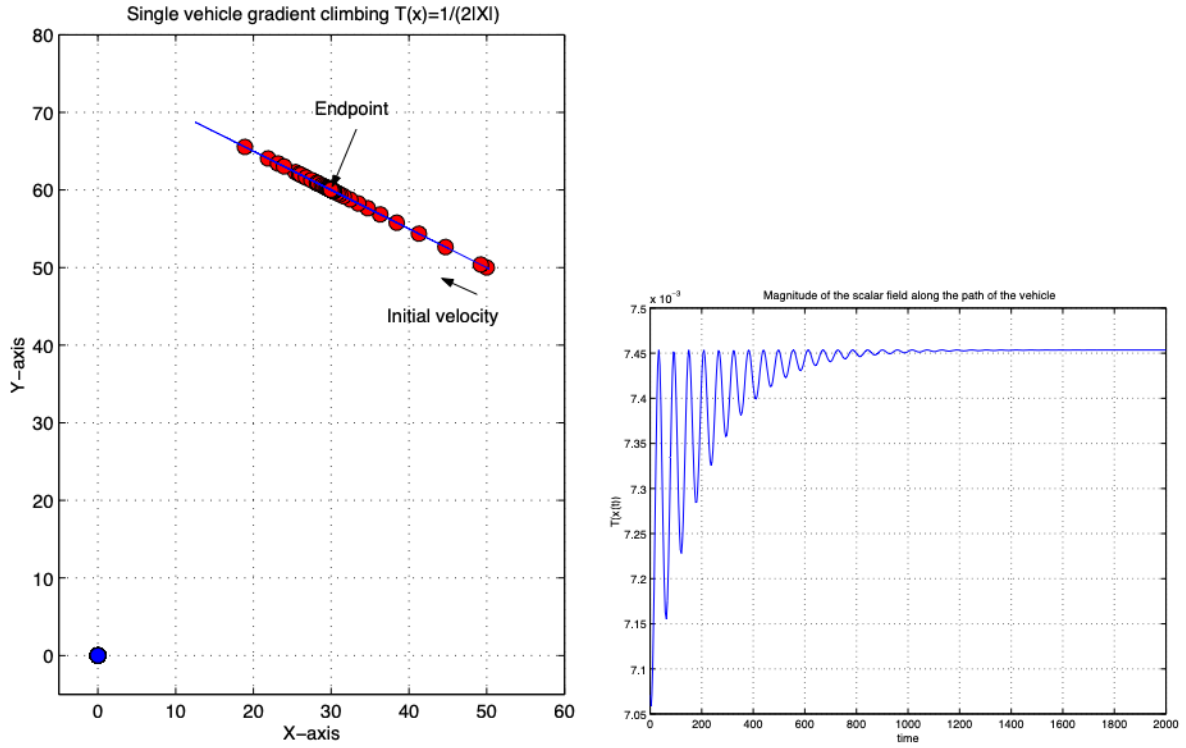 Single vehicle gradient climbing T(x)=1/(2|X|)
80
70
60
50
40
30
20
10
0
Y−axis
Endpoint
Initial velocity
0 10 20 30 40 50 60
X−axis
x 10⁻³
Magnitude of the scalar field along the path of the vehicle
7.5
7.45
7.4
7.35
7.3
7.25
7.2
7.15
7.1
7.05
T(x(t))
0 200 400 600 800 1000 1200 1400 1600 1800 2000
time